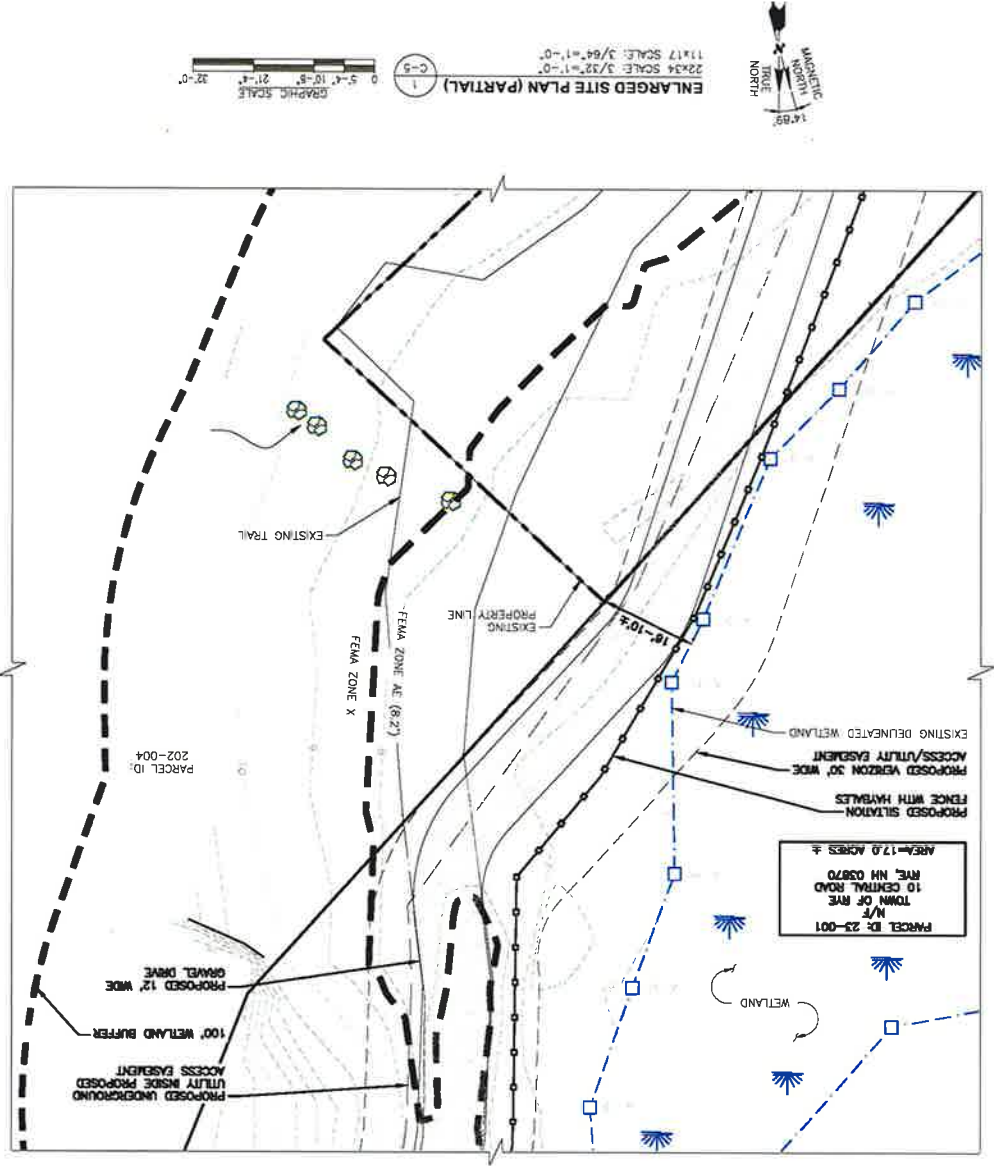 PROPOSED UNDERGROUND
UTILITY INSIDE PROPOSED
ACCESS EASEMENT
100' WETLAND BUFFER
PROPOSED 12' WIDE
GRAVEL DRIVE
WETLAND
PARCEL ID: 23-001
N/F
TOWN OF RYE
10 CENTRAL ROAD
RYE, NH 03870
AREA=17.0 ACRES ±
PROPOSED SILTATION
FENCE WITH HAYBALES
PROPOSED VERIZON 30' WIDE
ACCESS/UTILITY EASEMENT
EXISTING DELINEATED WETLAND
PARCEL ID:
202-004
FEMA ZONE AE (8.2')
FEMA ZONE X
16'-10"±
EXISTING
PROPERTY LINE
EXISTING TRAIL
14.89°
MAGNETIC
NORTH
TRUE
NORTH
N
ENLARGED SITE PLAN (PARTIAL)
22x34 SCALE: 3/32"=1'-0"
11x17 SCALE: 3/64"=1'-0"
1
C-5
GRAPHIC SCALE
0 5'-4" 10'-8" 21'-4" 32'-0"